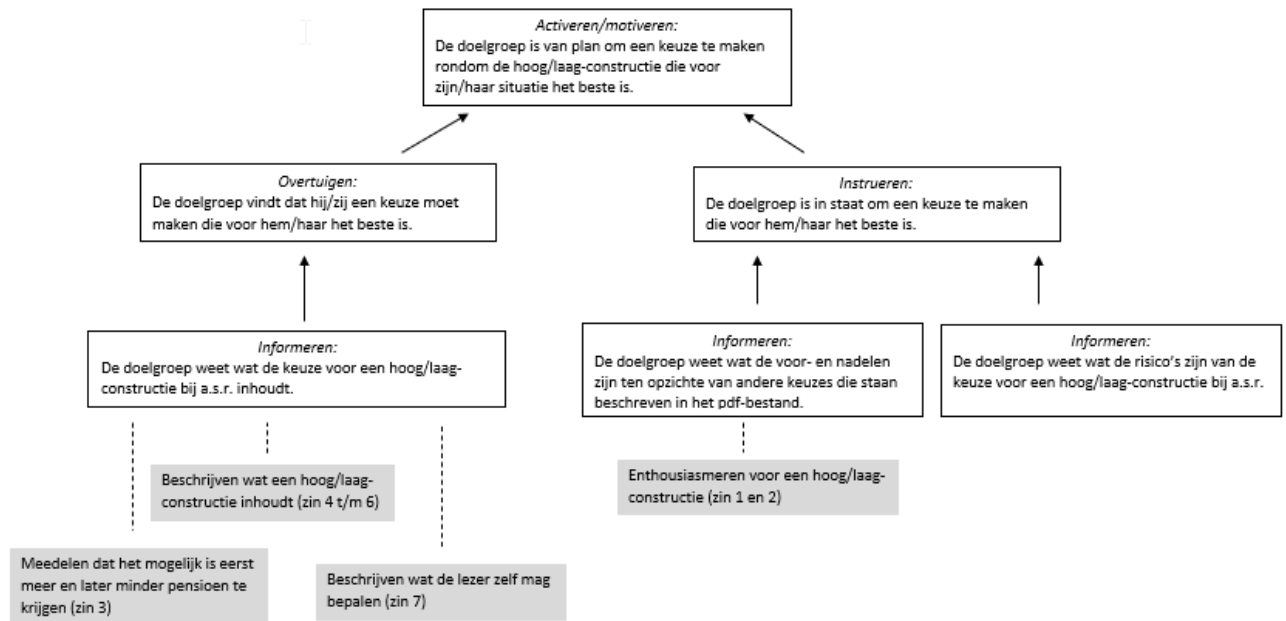 Activeren/motiveren:
De doelgroep is van plan om een keuze te maken
rondom de hoog/laag-constructie die voor
zijn/haar situatie het beste is.
Overtuigen:
De doelgroep vindt dat hij/zij een keuze moet
maken die voor hem/haar het beste is.
Instrueren:
De doelgroep is in staat om een keuze te maken
die voor hem/haar het beste is.
Informeren:
De doelgroep weet wat de keuze voor een hoog/laag-
constructie bij a.s.r. inhoudt.
Informeren:
De doelgroep weet wat de voor- en nadelen
zijn ten opzichte van andere keuzes die staan
beschreven in het pdf-bestand.
Informeren:
De doelgroep weet wat de risico's zijn van de
keuze voor een hoog/laag-constructie bij a.s.r.
Beschrijven wat een hoog/laag-
constructie inhoudt (zin 4 t/m 6)
Enthousiasmeren voor een hoog/laag-
constructie (zin 1 en 2)
Meedelen dat het mogelijk is eerst
meer en later minder pensioen te
krijgen (zin 3)
Beschrijven wat de lezer zelf mag
bepalen (zin 7)